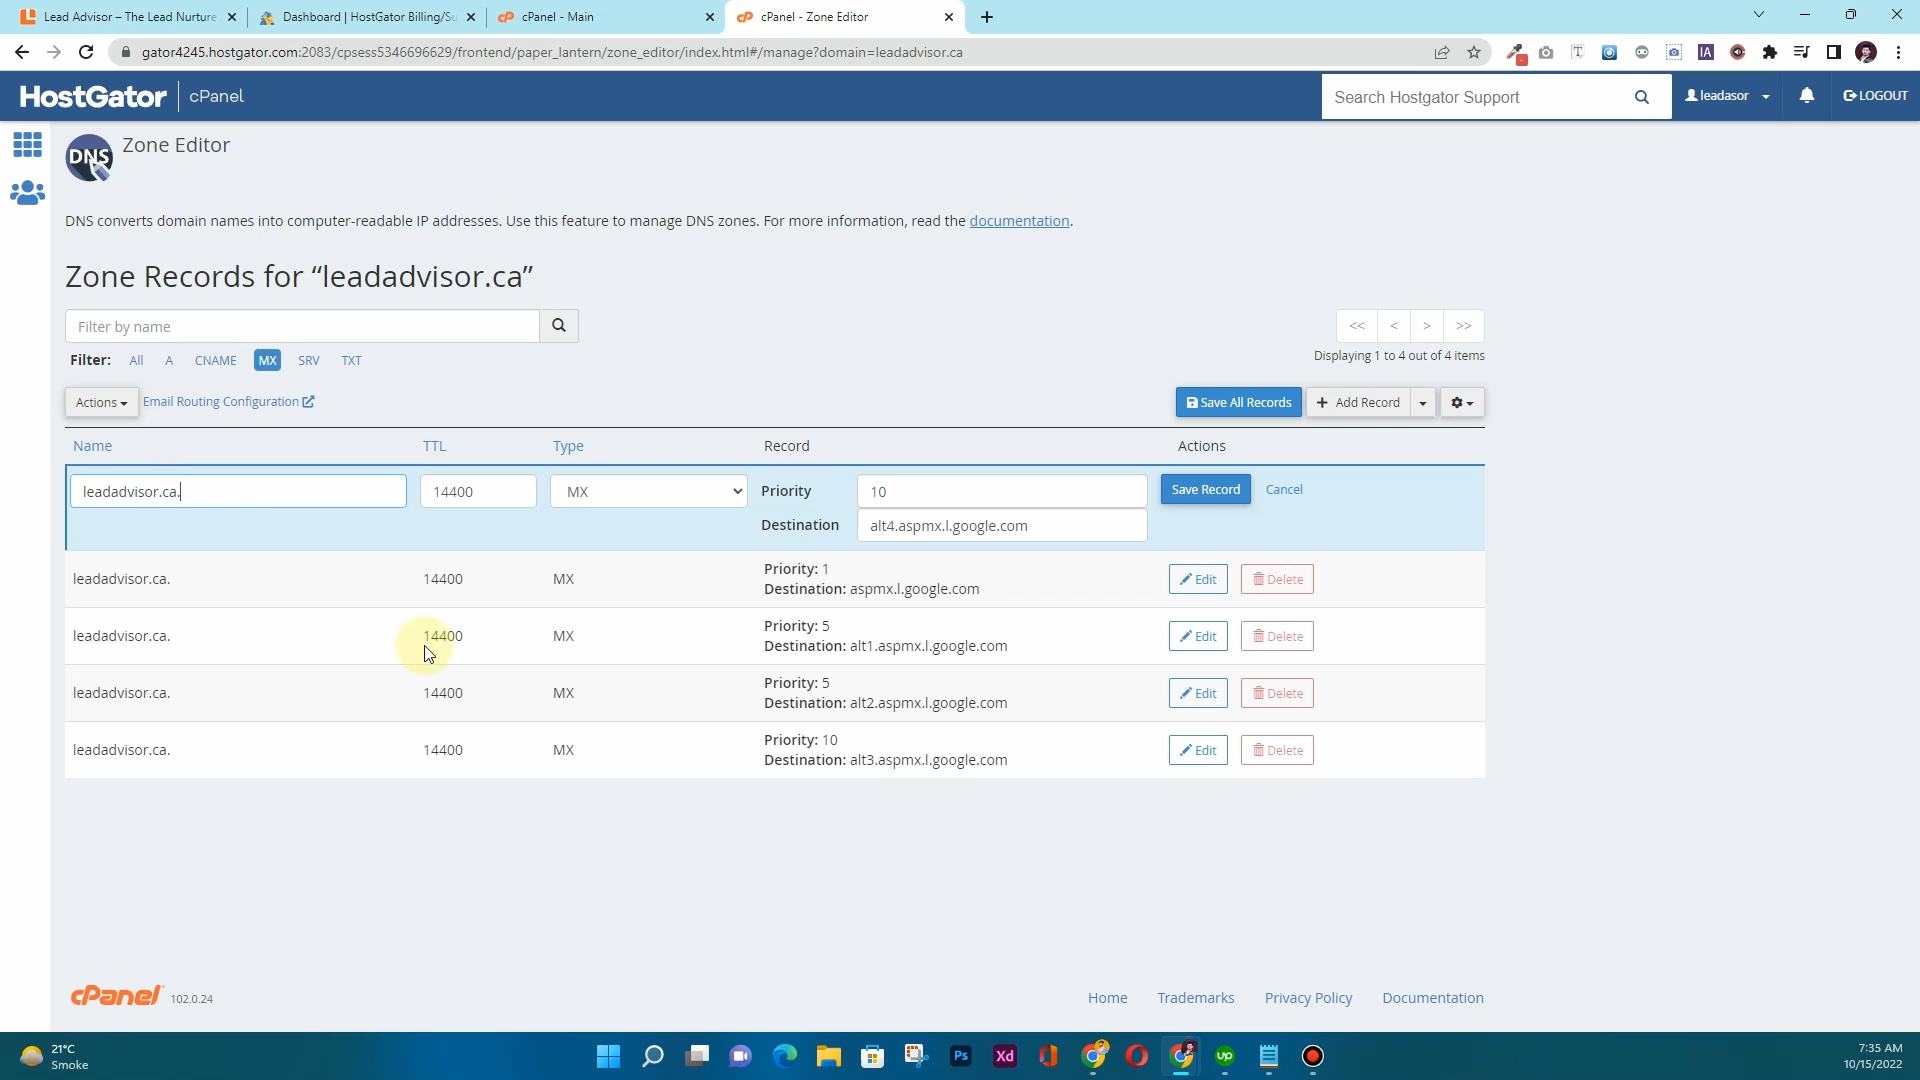 Lead Advisor – The Lead Nurture
Dashboard | HostGator Billing/Su
cPanel - Main
cPanel - Zone Editor
gator4245.hostgator.com:2083/cpsess5346696629/frontend/paper_lantern/zone_editor/index.html#/manage?domain=leadadvisor.ca
HostGator cPanel
Search Hostgator Support
leadasor
LOGOUT
DNS
Zone Editor
DNS converts domain names into computer-readable IP addresses. Use this feature to manage DNS zones. For more information, read the documentation.
Zone Records for “leadadvisor.ca”
Filter by name
<< < > >>
Filter: All A CNAME MX SRV TXT
Displaying 1 to 4 out of 4 items
Actions Email Routing Configuration
Save All Records + Add Record
Name TTL Type Record Actions
leadadvisor.ca. 14400 MX Priority 10 Save Record Cancel
Destination alt4.aspmx.l.google.com
leadadvisor.ca. 14400 MX Priority: 1 Edit Delete
Destination: aspmx.l.google.com
leadadvisor.ca. 14400 MX Priority: 5 Edit Delete
Destination: alt1.aspmx.l.google.com
leadadvisor.ca. 14400 MX Priority: 5 Edit Delete
Destination: alt2.aspmx.l.google.com
leadadvisor.ca. 14400 MX Priority: 10 Edit Delete
Destination: alt3.aspmx.l.google.com
cPanel 102.0.24
Home Trademarks Privacy Policy Documentation
21°C
Smoke
Ps
Xd
up
7:35 AM
10/15/2022
IA
T